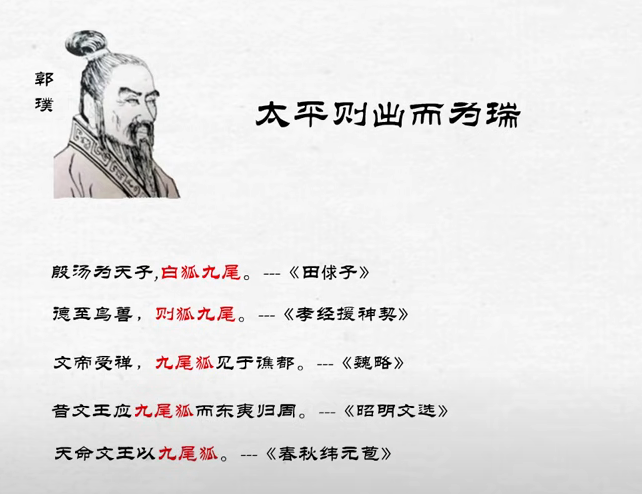 郭璞
太平则出而为瑞
殷汤为天子,白狐九尾。---《田俅子》
德至鸟兽，则狐九尾。---《孝经援神契》
文帝受禅，九尾狐见于谯都。---《魏略》
昔文王应九尾狐而东夷归周。---《昭明文选》
天命文王以九尾狐。---《春秋纬元苞》